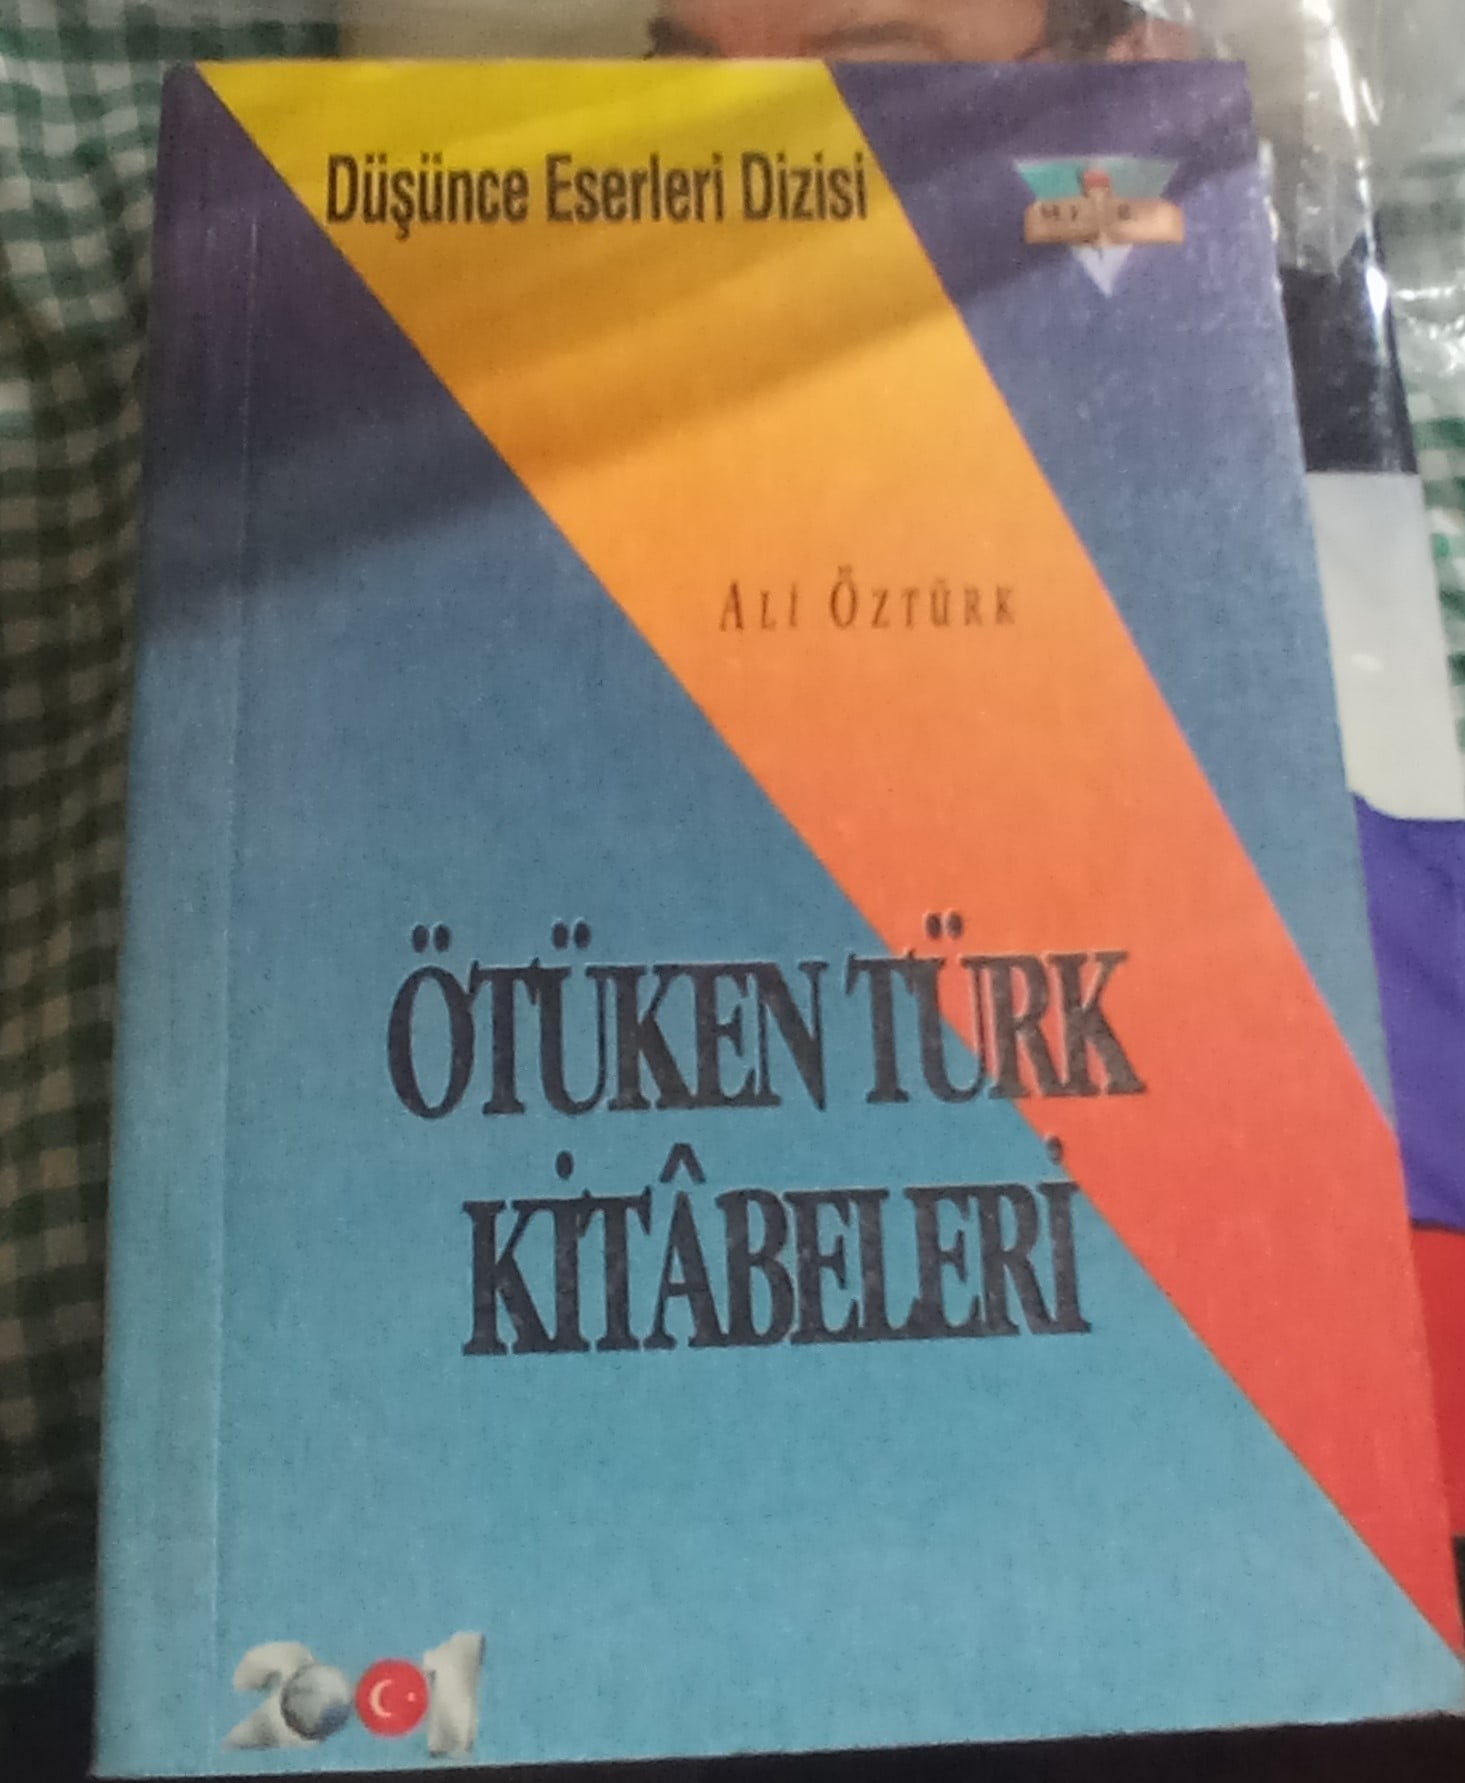 Düşünce Eserleri Dizisi
ALİ ÖZTÜRK
ÖTÜKEN TÜRK
KİTÂBELERİ
2001